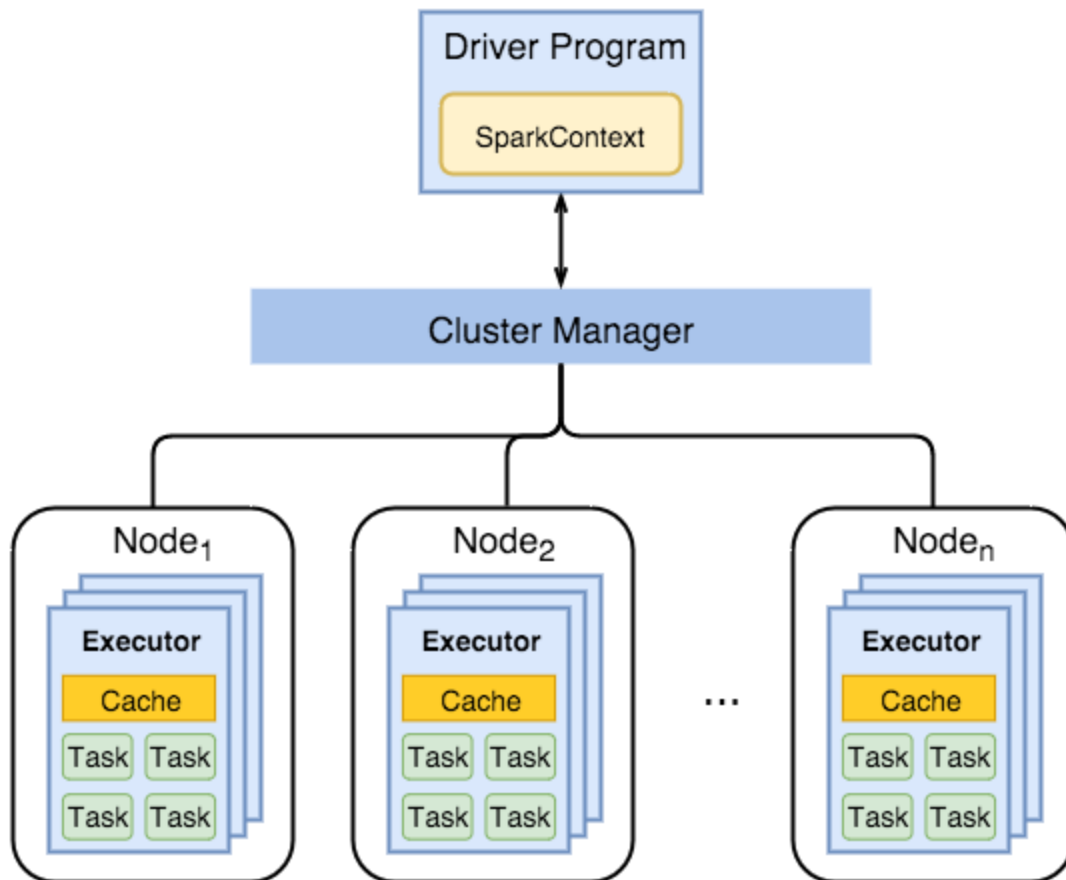 Driver Program
SparkContext
Cluster Manager
Node₁
Executor
Cache
Task Task
Task Task
Node₂
Executor
Cache
Task Task
Task Task
...
Nodeₙ
Executor
Cache
Task Task
Task Task